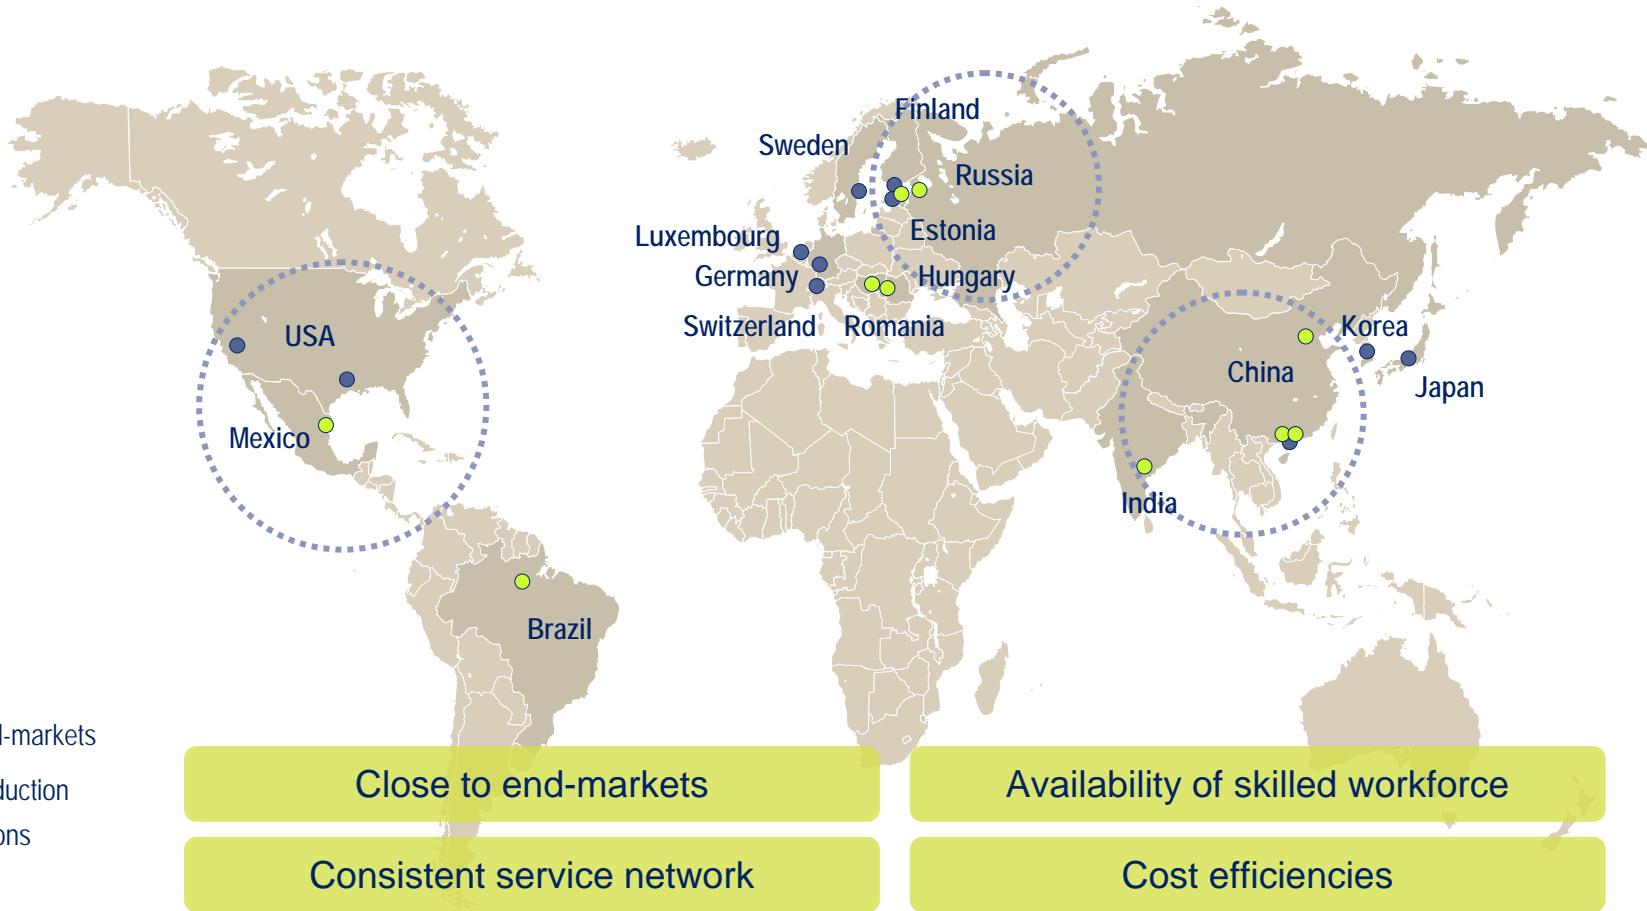 Finland
Sweden
Russia
Estonia
Luxembourg
Germany
Hungary
Switzerland
Romania
USA
Mexico
Korea
China
Japan
India
Brazil
-markets
duction
ons
Close to end-markets
Availability of skilled workforce
Consistent service network
Cost efficiencies